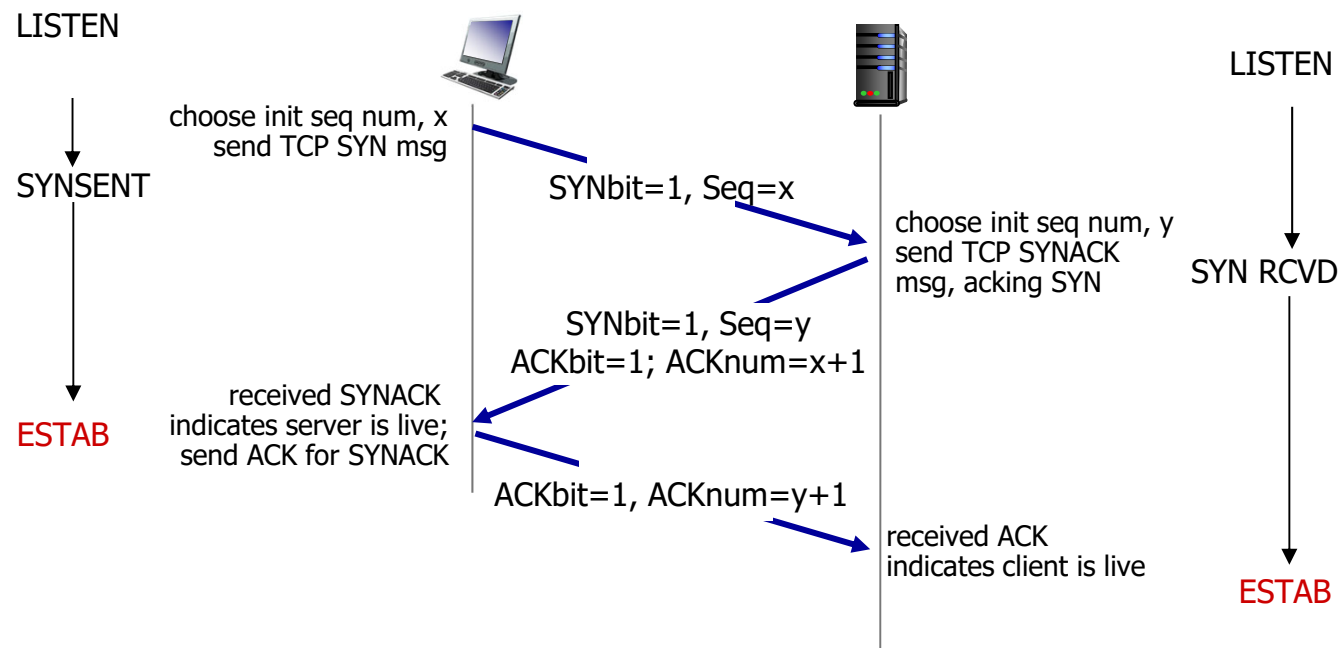 LISTEN
LISTEN
choose init seq num, x
send TCP SYN msg
SYNSENT
SYNbit=1, Seq=x
choose init seq num, y
send TCP SYNACK
msg, acking SYN
SYN RCVD
SYNbit=1, Seq=y
ACKbit=1; ACKnum=x+1
received SYNACK
indicates server is live;
send ACK for SYNACK
ESTAB
ACKbit=1, ACKnum=y+1
received ACK
indicates client is live
ESTAB